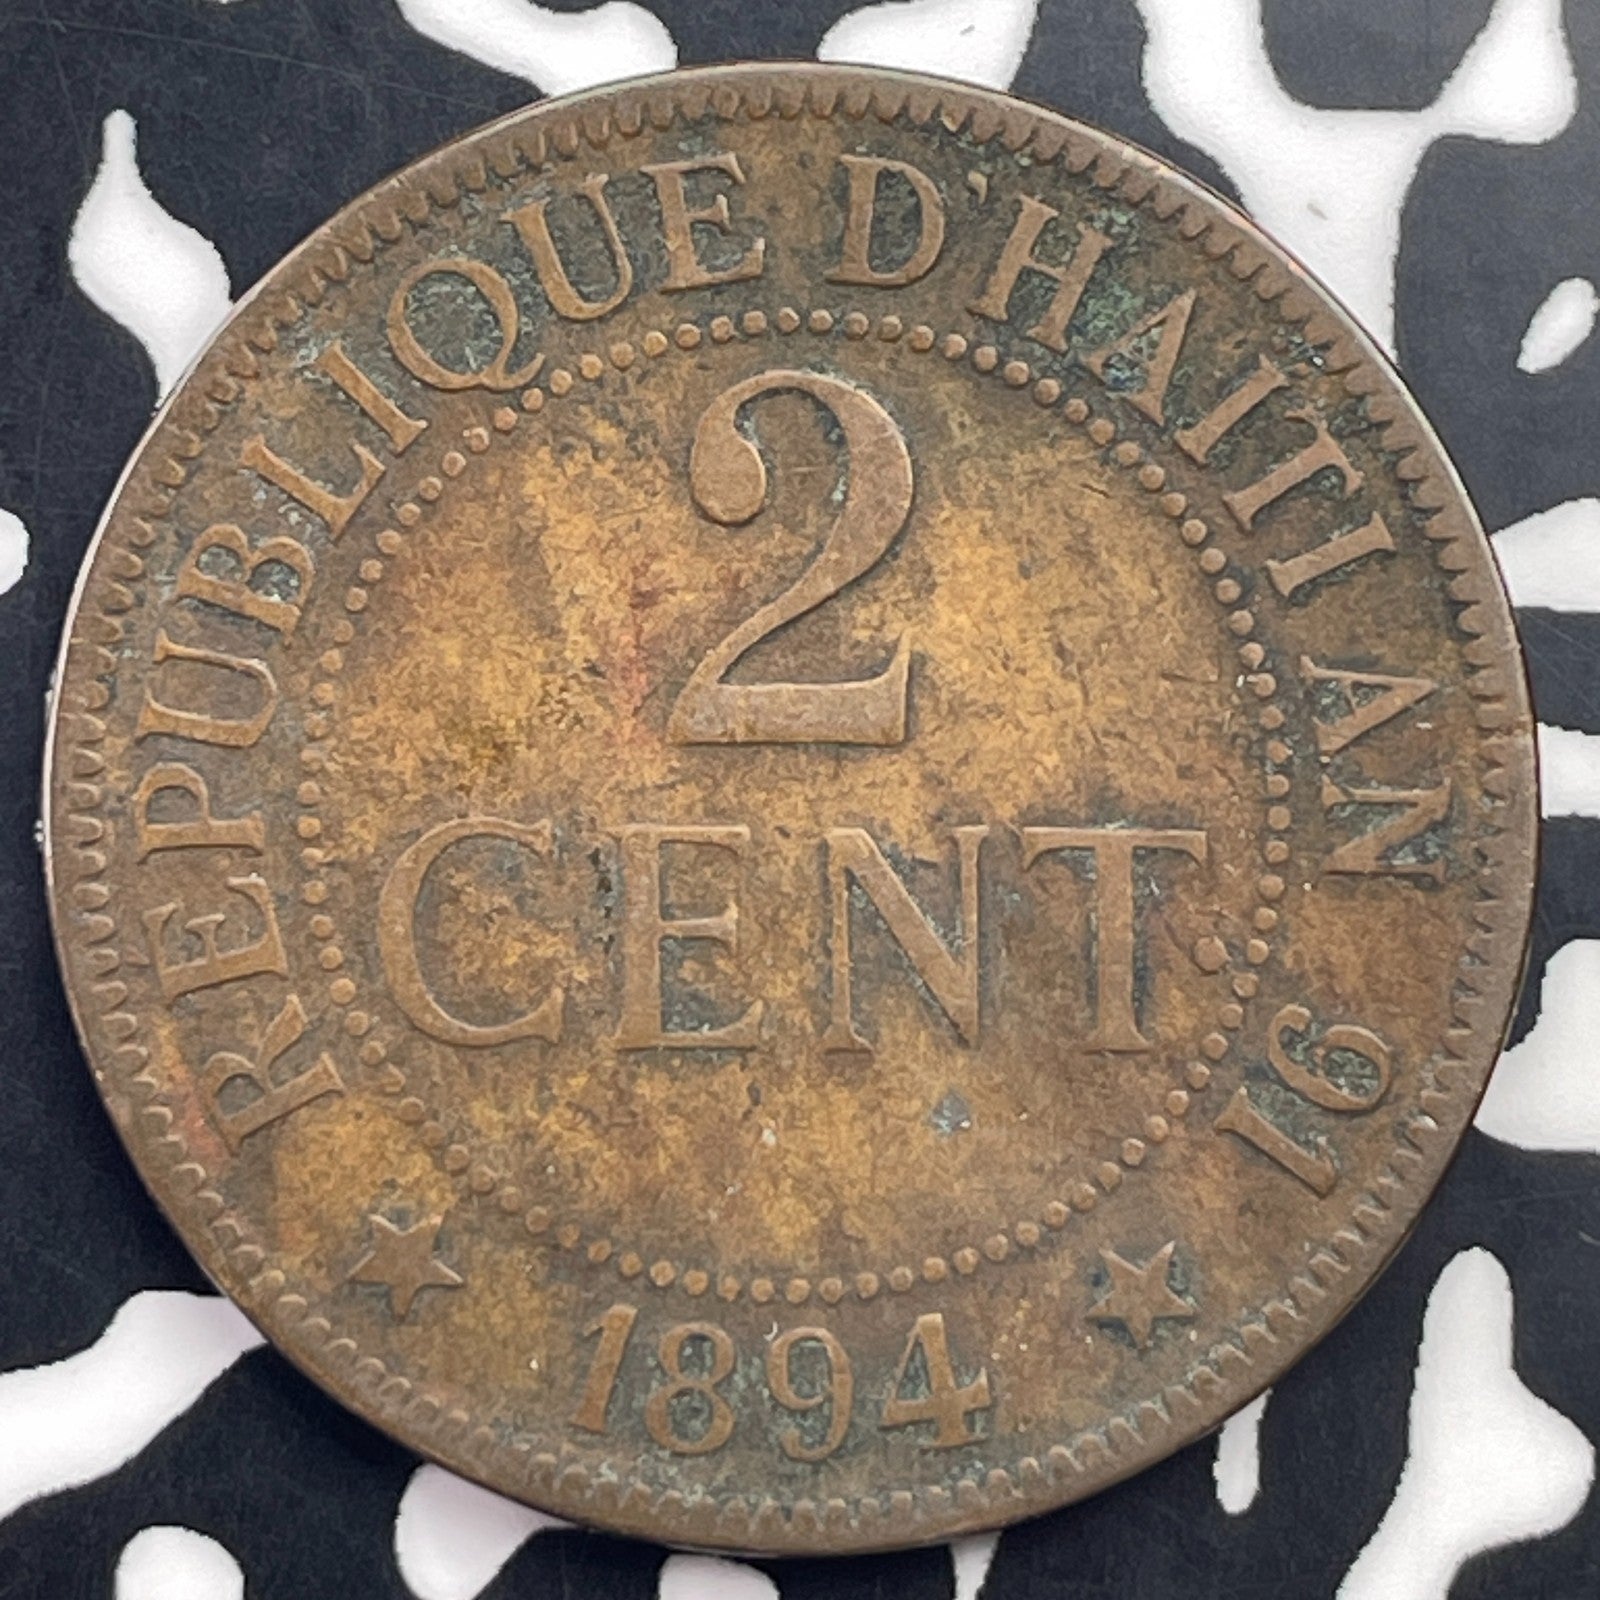 REPUBLIQUE D'HAITI AN 91
2
CENT
1894